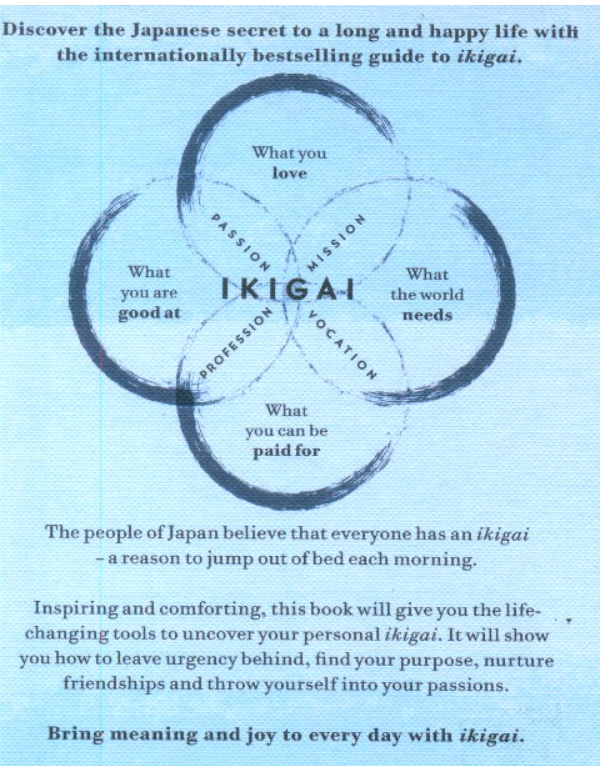 Discover the Japanese secret to a long and happy life with
the internationally bestselling guide to ikigai.
What you
love
PASSION
MISSION
What
you are
good at
IKIGAI
What
the world
needs
PROFESSION
VOCATION
What
you can be
paid for
The people of Japan believe that everyone has an ikigai
– a reason to jump out of bed each morning.
Inspiring and comforting, this book will give you the life-
changing tools to uncover your personal ikigai. It will show
you how to leave urgency behind, find your purpose, nurture
friendships and throw yourself into your passions.
Bring meaning and joy to every day with ikigai.